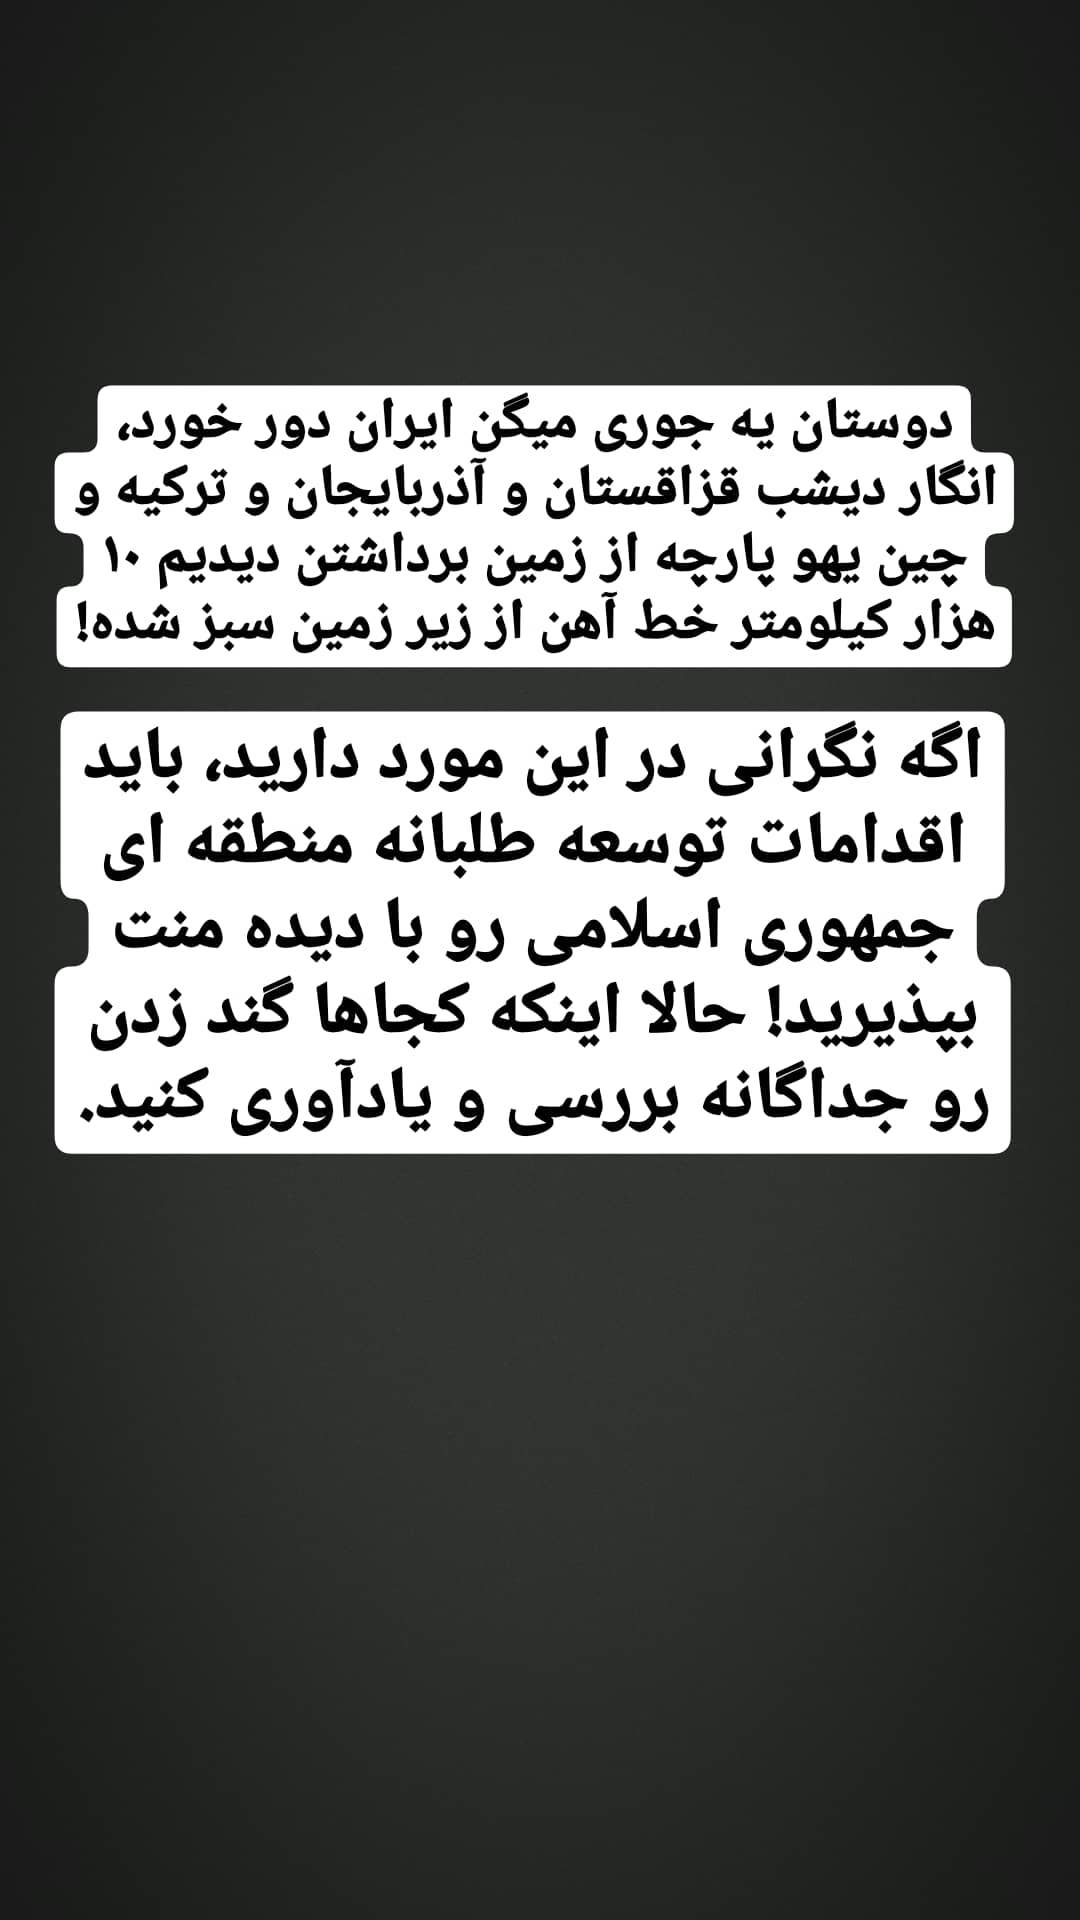 دوستان یه جوری میگن ایران دور خورد،
انگار دیشب قزاقستان و آذربایجان و ترکیه و
چین یهو پارچه از زمین برداشتن دیدیم ۱۰
هزار کیلومتر خط آهن از زیر زمین سبز شده!
اگه نگرانی در این مورد دارید، باید
اقدامات توسعه طلبانه منطقه ای
جمهوری اسلامی رو با دیده منت
بپذیرید! حالا اینکه کجاها گند زدن
رو جداگانه بررسی و یادآوری کنید.